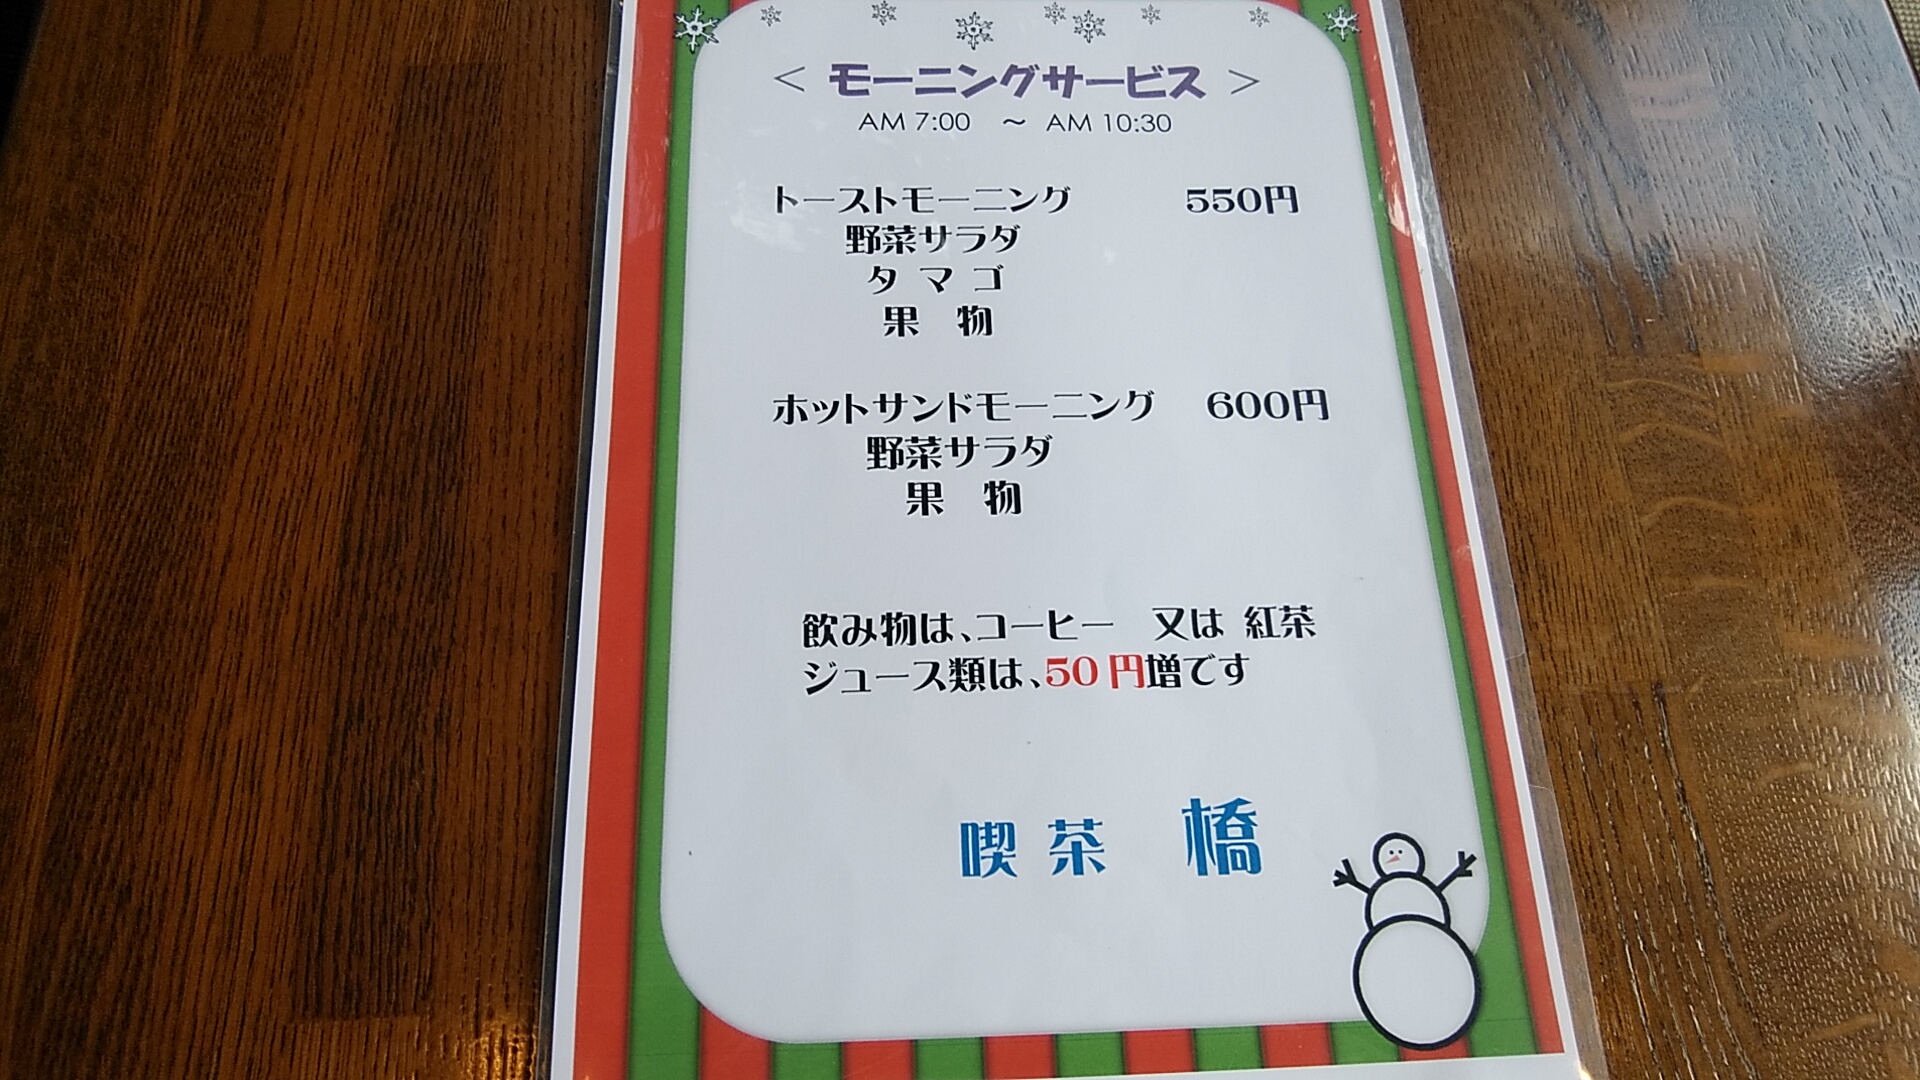 < モーニングサービス >
AM 7:00 ～ AM 10:30
トーストモーニング 550円
野菜サラダ
タマゴ
果物
ホットサンドモーニング 600円
野菜サラダ
果物
飲み物は、コーヒー 又は 紅茶
ジュース類は、50円増です
喫茶 橋